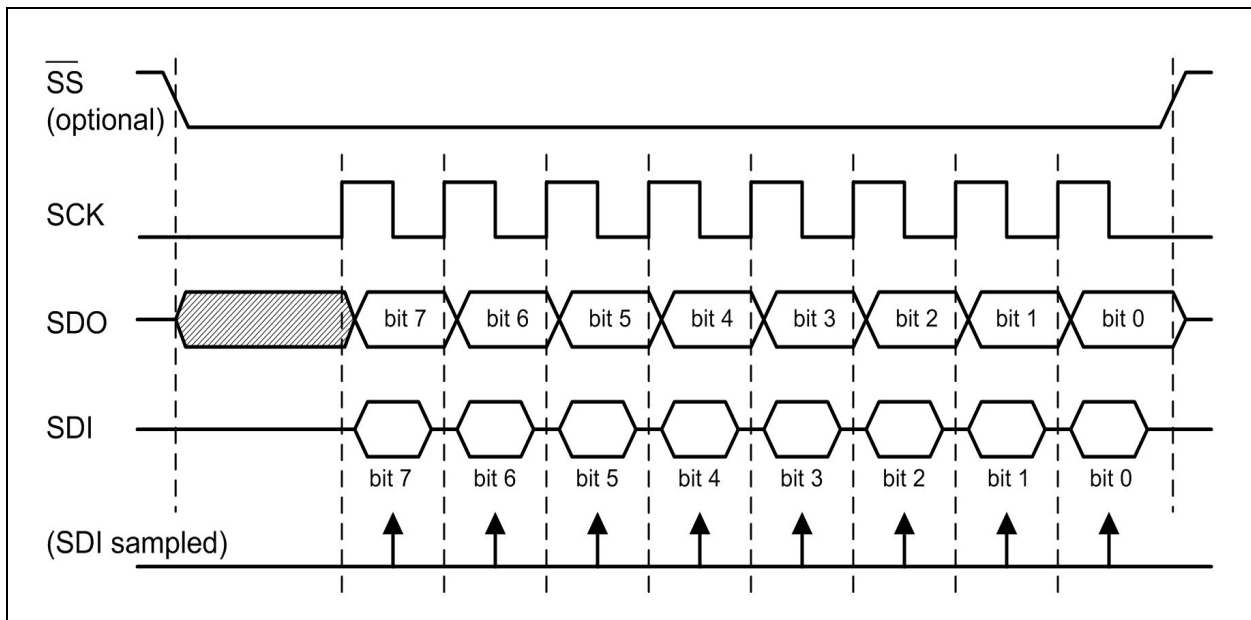 S̅S̅
(optional)
SCK
SDO
bit 7 bit 6 bit 5 bit 4 bit 3 bit 2 bit 1 bit 0
SDI
bit 7 bit 6 bit 5 bit 4 bit 3 bit 2 bit 1 bit 0
(SDI sampled)